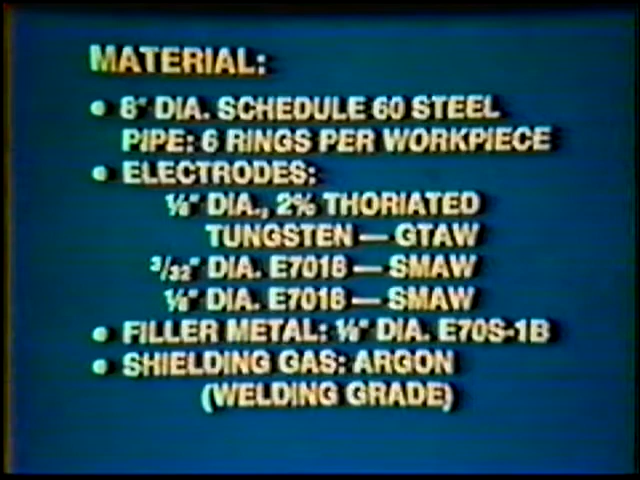 MATERIAL:
• 8" DIA. SCHEDULE 60 STEEL
PIPE: 6 RINGS PER WORKPIECE
• ELECTRODES:
⅛" DIA., 2% THORIATED
TUNGSTEN — GTAW
3/32" DIA. E7018 — SMAW
⅛" DIA. E7018 — SMAW
• FILLER METAL: ⅛" DIA. E70S-1B
• SHIELDING GAS: ARGON
(WELDING GRADE)